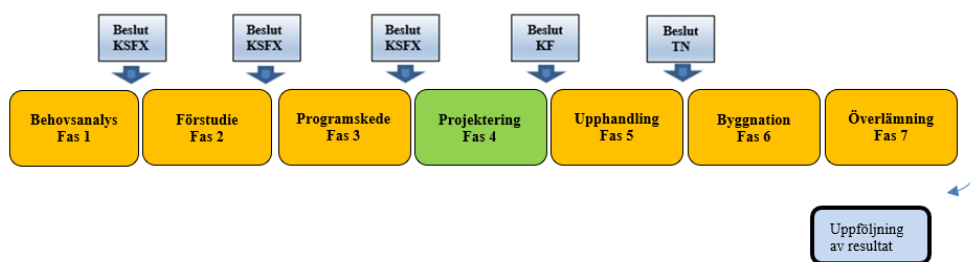 Beslut
KSFX
Beslut
KSFX
Beslut
KSFX
Beslut
KF
Beslut
TN
Behovsanalys
Fas 1
Förstudie
Fas 2
Programskede
Fas 3
Projektering
Fas 4
Upphandling
Fas 5
Byggnation
Fas 6
Överlämning
Fas 7
Uppföljning
av resultat